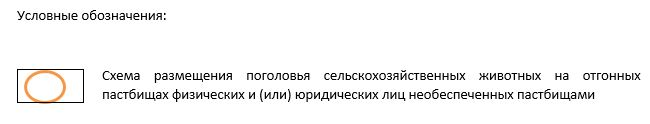 Условные обозначения:
Схема размещения поголовья сельскохозяйственных животных на отгонных
пастбищах физических и (или) юридических лиц необеспеченных пастбищами